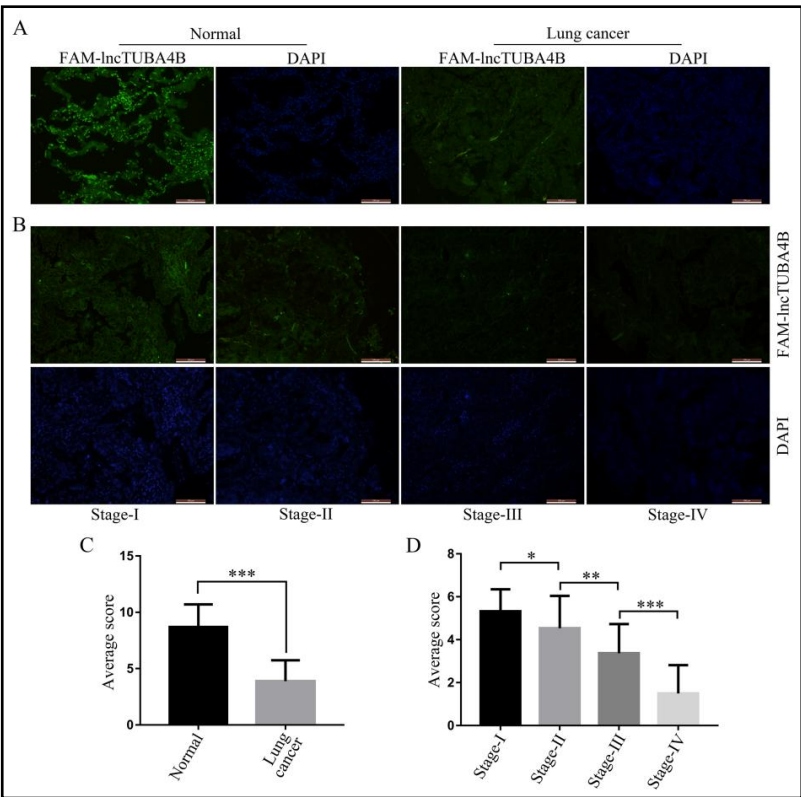 A
Normal
Lung cancer
FAM-lncTUBA4B
DAPI
FAM-lncTUBA4B
DAPI
B
FAM-lncTUBA4B
DAPI
Stage-I
Stage-II
Stage-III
Stage-IV
C
Average score
15
10
5
0
***
Normal
Lung
cancer
D
Average score
8
6
4
2
0
*
**
***
Stage-I
Stage-II
Stage-III
Stage-IV